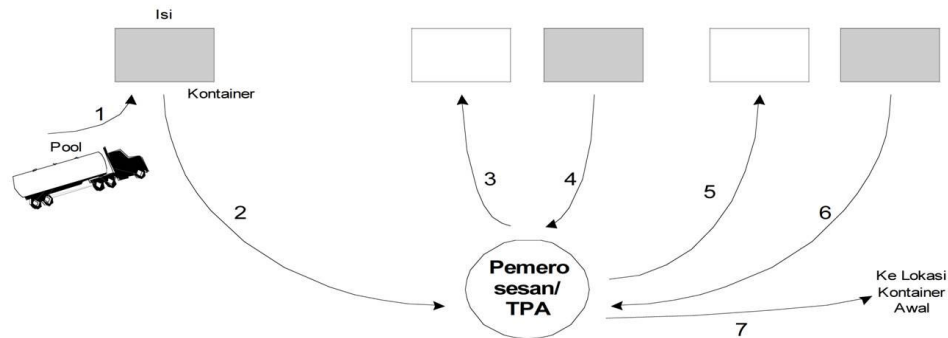 Isi
Kontainer
1
Pool
2
3
4
5
6
Pemero
sesan/
TPA
Ke Lokasi
Kontainer
Awal
7